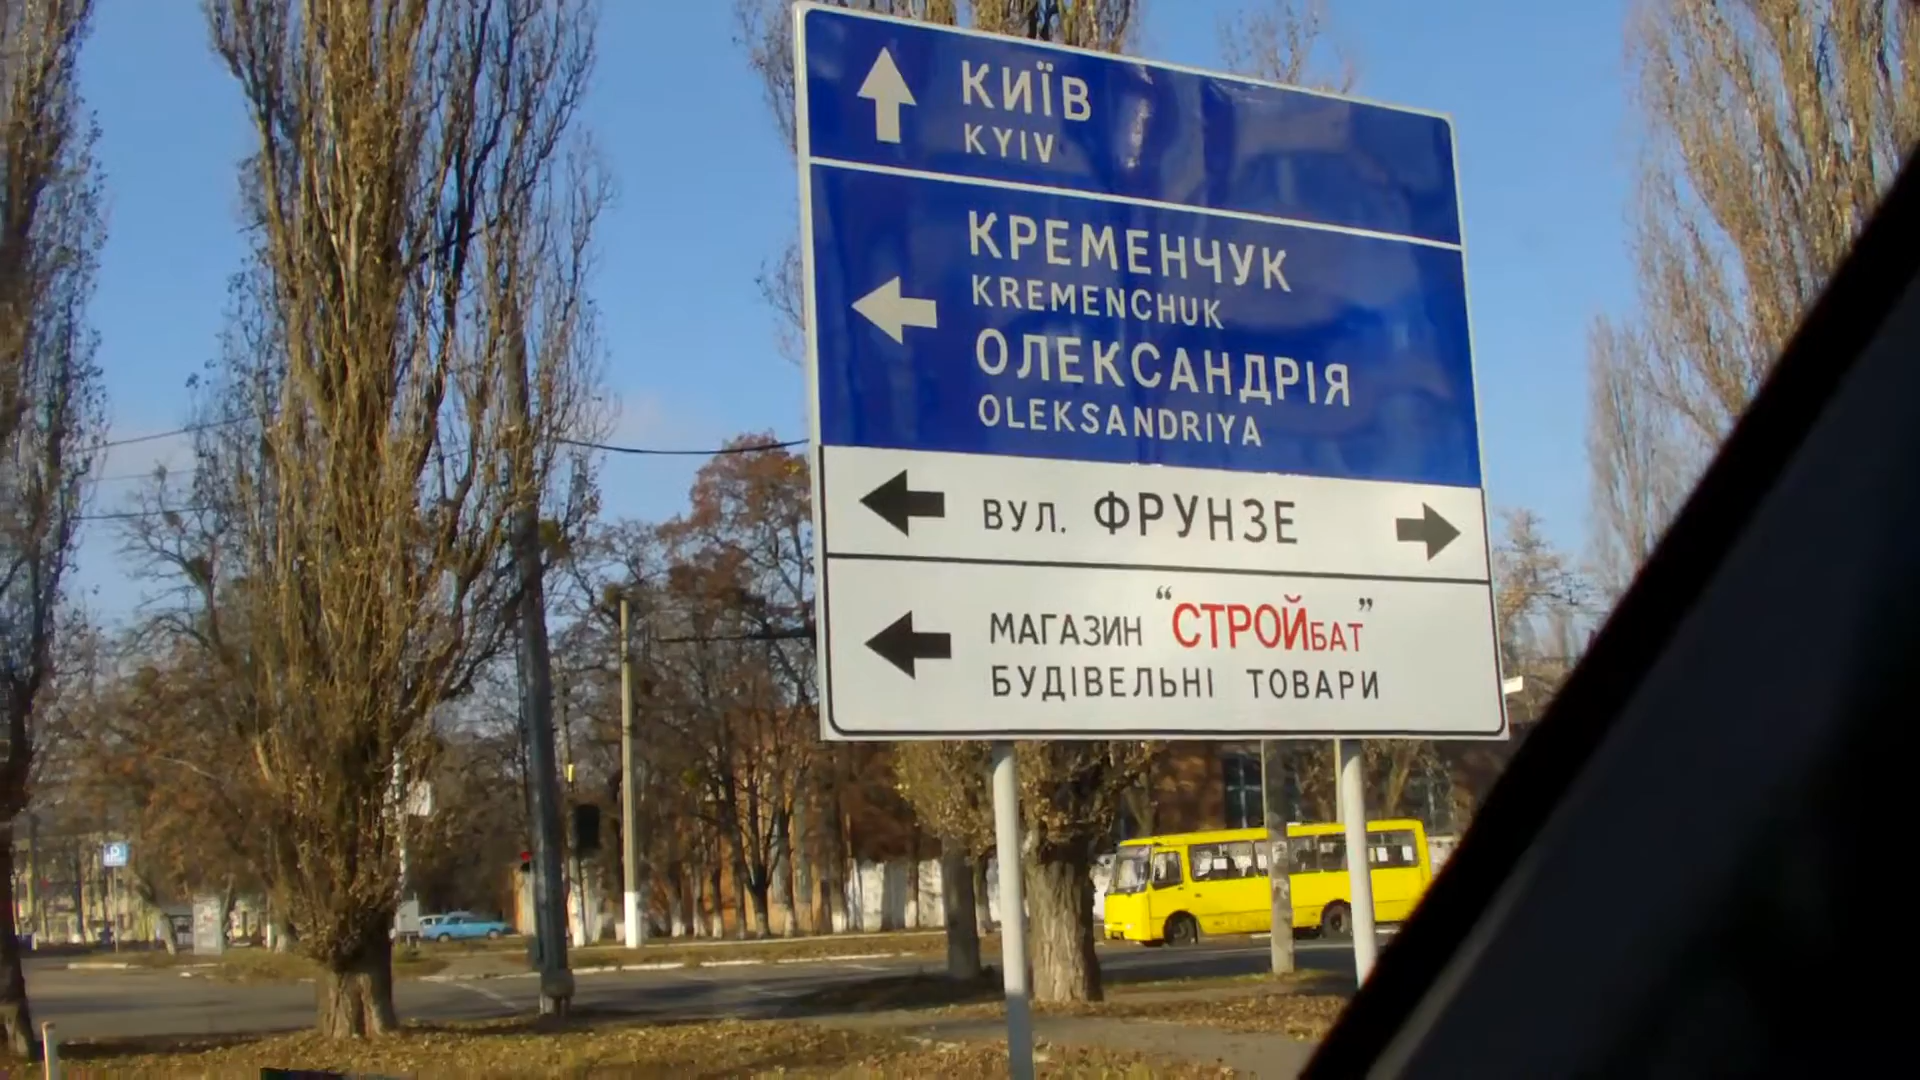 КИЇВ
KYIV
КРЕМЕНЧУК
KREMENCHUK
ОЛЕКСАНДРІЯ
OLEKSANDRIYA
ВУЛ. ФРУНЗЕ
МАГАЗИН “СТРОЙБАТ”
БУДІВЕЛЬНІ ТОВАРИ
P